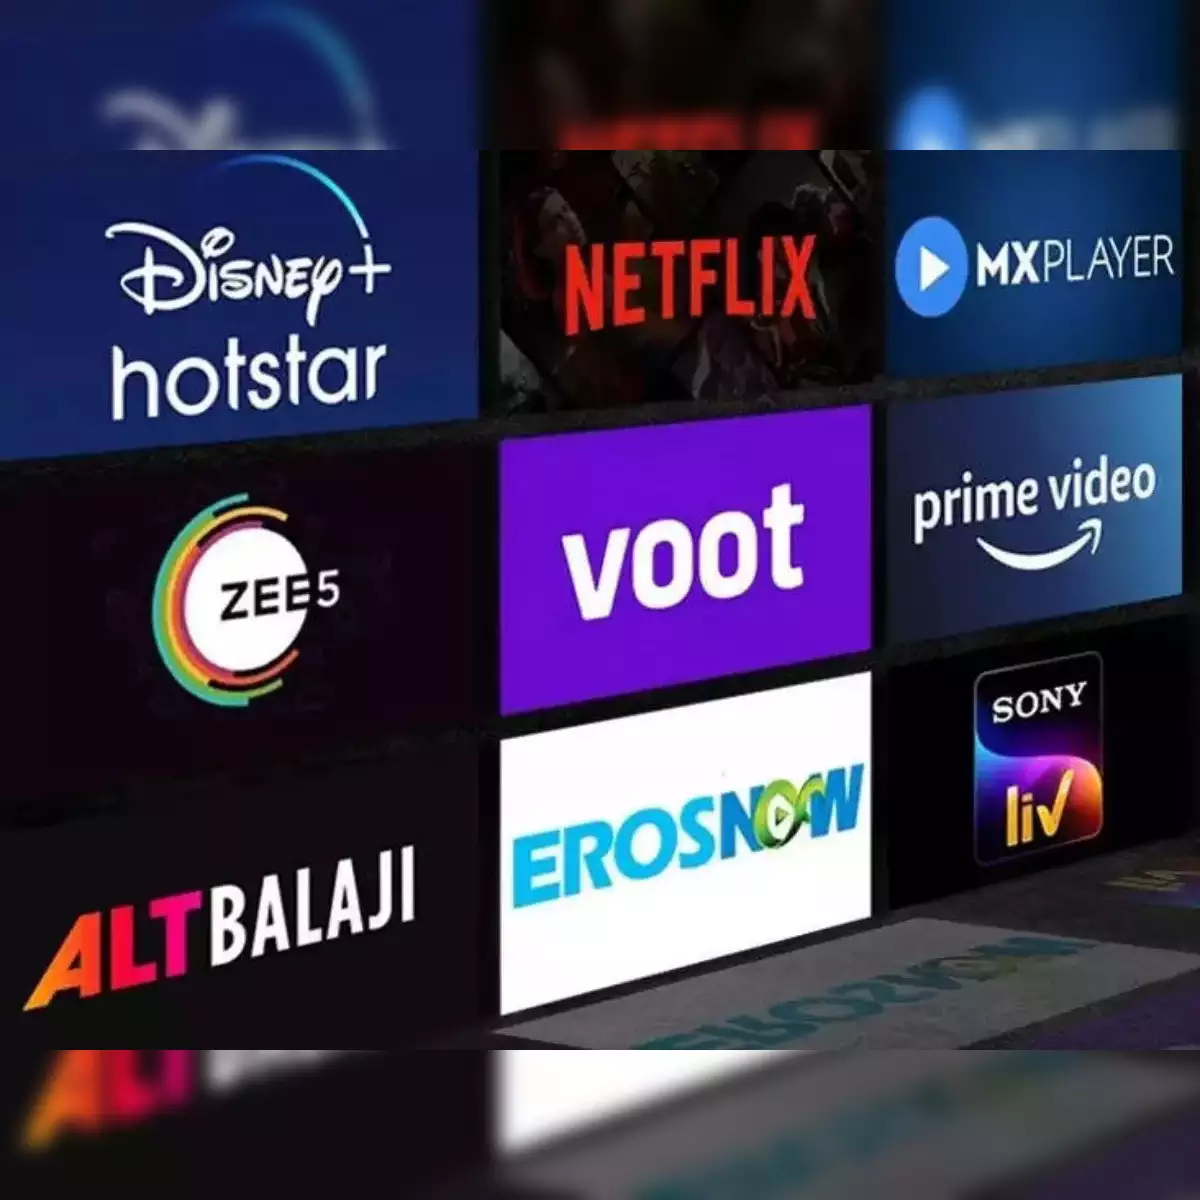 Disney+
hotstar
NETFLIX
MXPLAYER
ZEE5
voot
prime video
ALTBALAJI
EROSNOW
SONY
liv